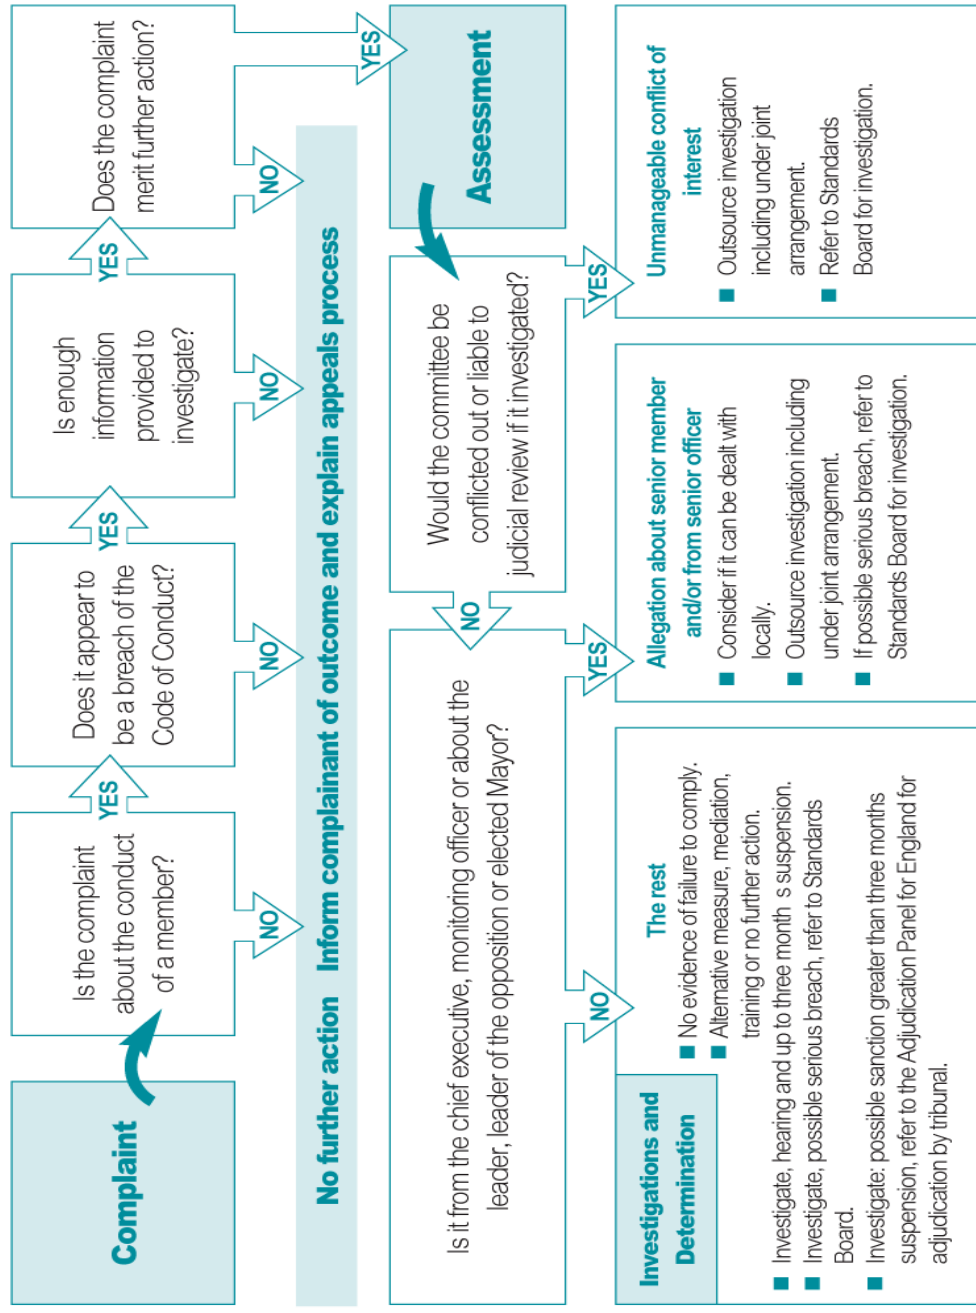 Complaint
Is the complaint
about the conduct
of a member?
YES
NO
Does it appear to
be a breach of the
Code of Conduct?
YES
NO
Is enough
information
provided to
investigate?
YES
NO
Does the complaint
merit further action?
NO
YES
No further action Inform complainant of outcome and explain appeals process
Assessment
Would the committee be
conflicted out or liable to
judicial review if it investigated?
NO
YES
Is it from the chief executive, monitoring officer or about the
leader, leader of the opposition or elected Mayor?
NO
YES
Investigations and
Determination
The rest
■ No evidence of failure to comply.
■ Alternative measure, mediation,
training or no further action.
■ Investigate, hearing and up to three month s suspension.
■ Investigate, possible serious breach, refer to Standards
Board.
■ Investigate: possible sanction greater than three months
suspension, refer to the Adjudication Panel for England for
adjudication by tribunal.
Allegation about senior member
and/or from senior officer
■ Consider if it can be dealt with
locally.
■ Outsource investigation including
under joint arrangement.
■ If possible serious breach, refer to
Standards Board for investigation.
Unmanageable conflict of
interest
■ Outsource investigation
including under joint
arrangement.
■ Refer to Standards
Board for investigation.